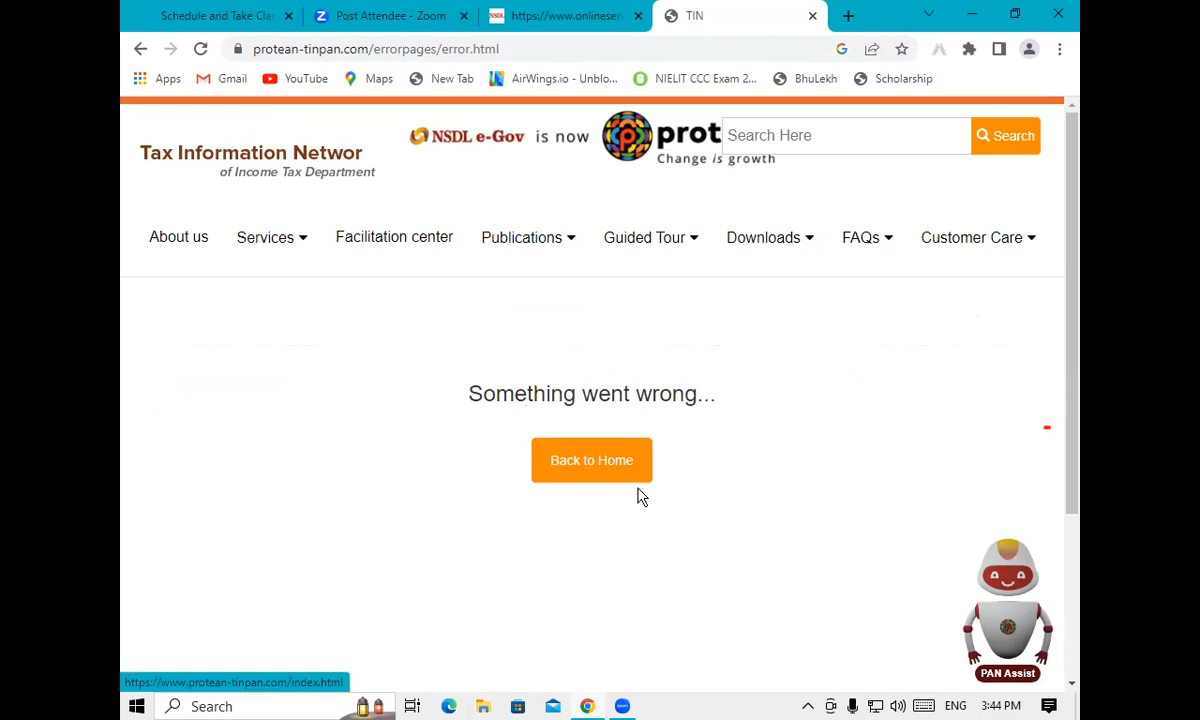 Schedule and Take Cla
Post Attendee - Zoom
NSDL
https://www.onlineser
TIN
protean-tinpan.com/errorpages/error.html
Apps
Gmail
YouTube
Maps
New Tab
AirWings.io - Unblo...
NIELIT CCC Exam 2...
BhuLekh
Scholarship
Tax Information Networ
of Income Tax Department
NSDL e-Gov is now
prot
Change is growth
Search Here
Search
About us
Services
Facilitation center
Publications
Guided Tour
Downloads
FAQs
Customer Care
Something went wrong...
Back to Home
PAN Assist
https://www.protean-tinpan.com/index.html
Search
ENG
3:44 PM